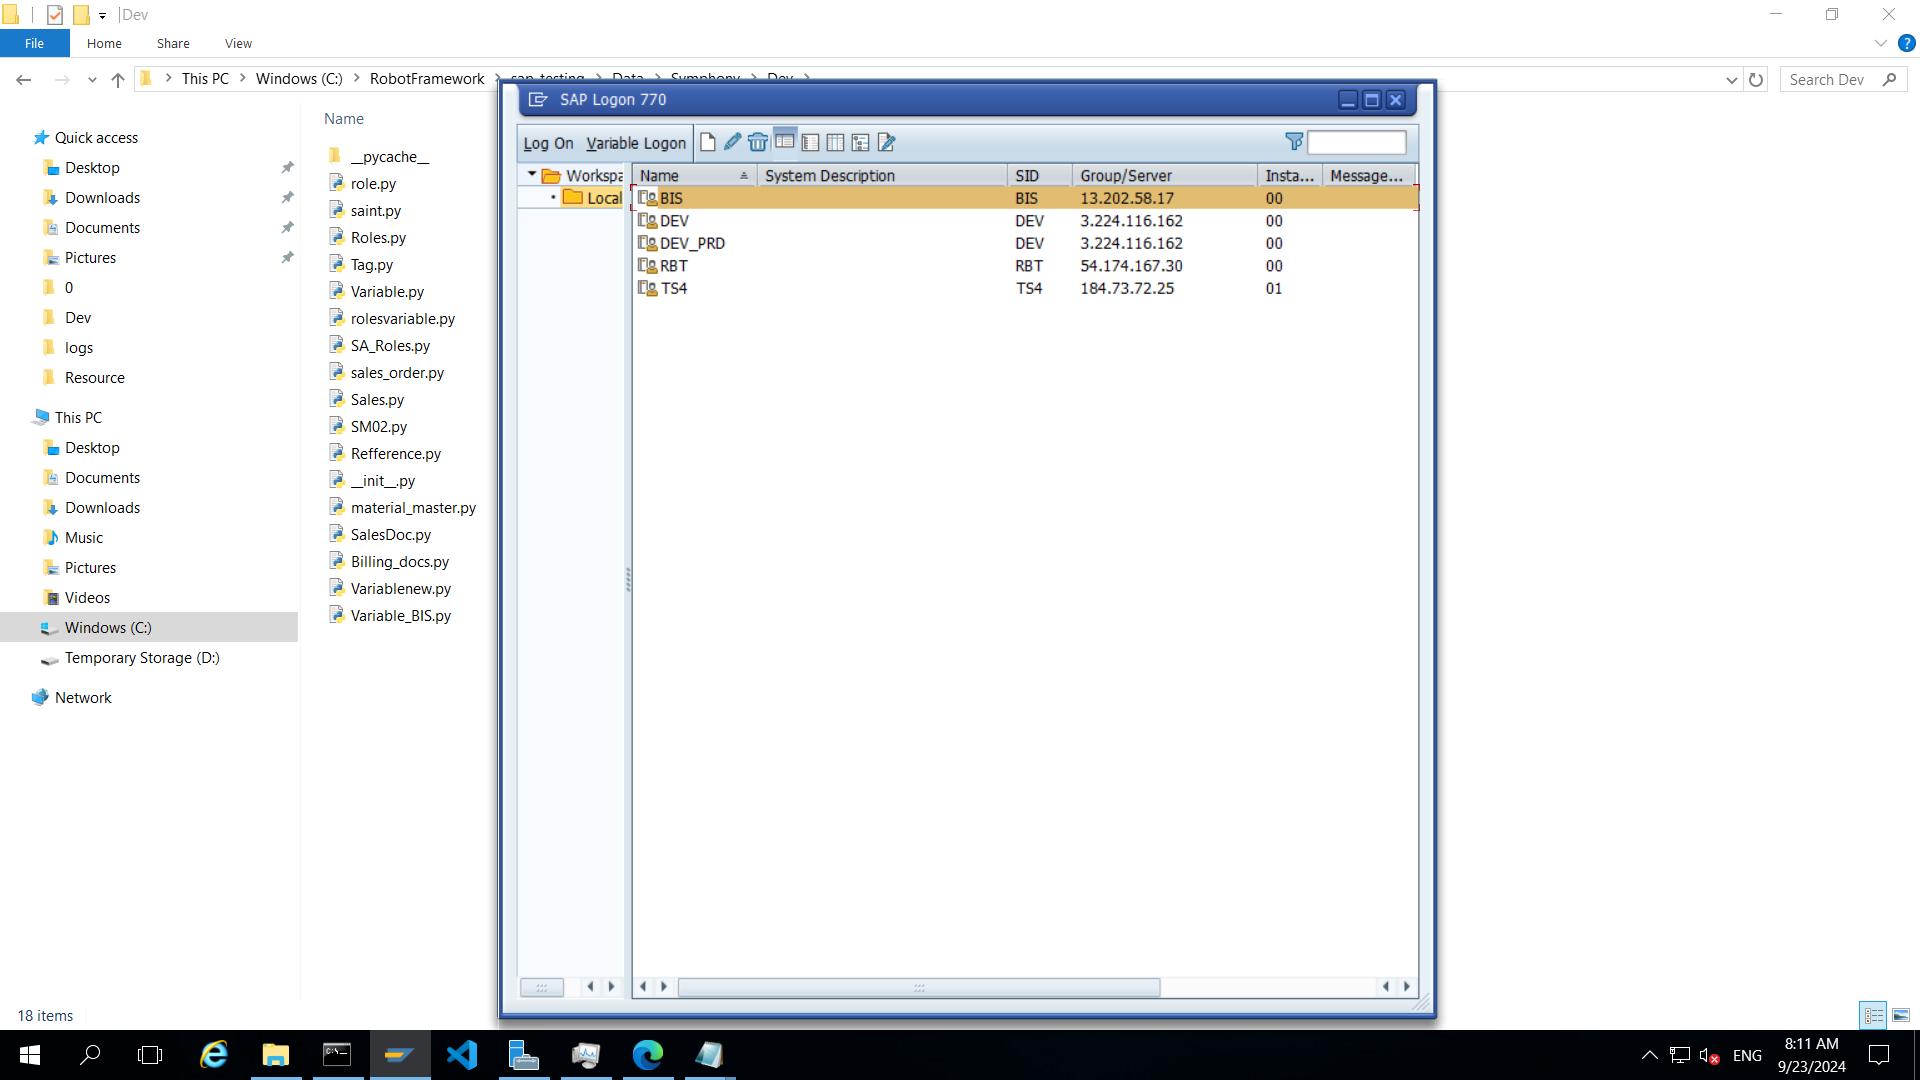 Dev
File Home Share View
This PC Windows (C:) RobotFramework sap-testing Data Symphony Dev
Search Dev
SAP Logon 770
Log On Variable Logon
Quick access
Desktop
Downloads
Documents
Pictures
0
Dev
logs
Resource
This PC
Desktop
Documents
Downloads
Music
Pictures
Videos
Windows (C:)
Temporary Storage (D:)
Network
Name
__pycache__
role.py
saint.py
Roles.py
Tag.py
Variable.py
rolesvariable.py
SA_Roles.py
sales_order.py
Sales.py
SM02.py
Refference.py
__init__.py
material_master.py
SalesDoc.py
Billing_docs.py
Variablenew.py
Variable_BIS.py
Workspa
Local
Name System Description SID Group/Server Insta... Message...
BIS BIS 13.202.58.17 00
DEV DEV 3.224.116.162 00
DEV_PRD DEV 3.224.116.162 00
RBT RBT 54.174.167.30 00
TS4 TS4 184.73.72.25 01
18 items
ENG
8:11 AM
9/23/2024